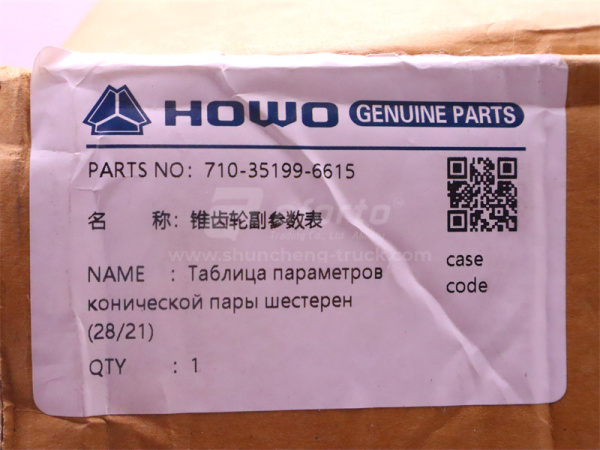 HOWO GENUINE PARTS
PARTS NO: 710-35199-6615
名 称: 锥齿轮副参数表
NAME : Таблица параметров
конической пары шестерен
(28/21)
QTY : 1
case
code
www.shuncheng-truck.com